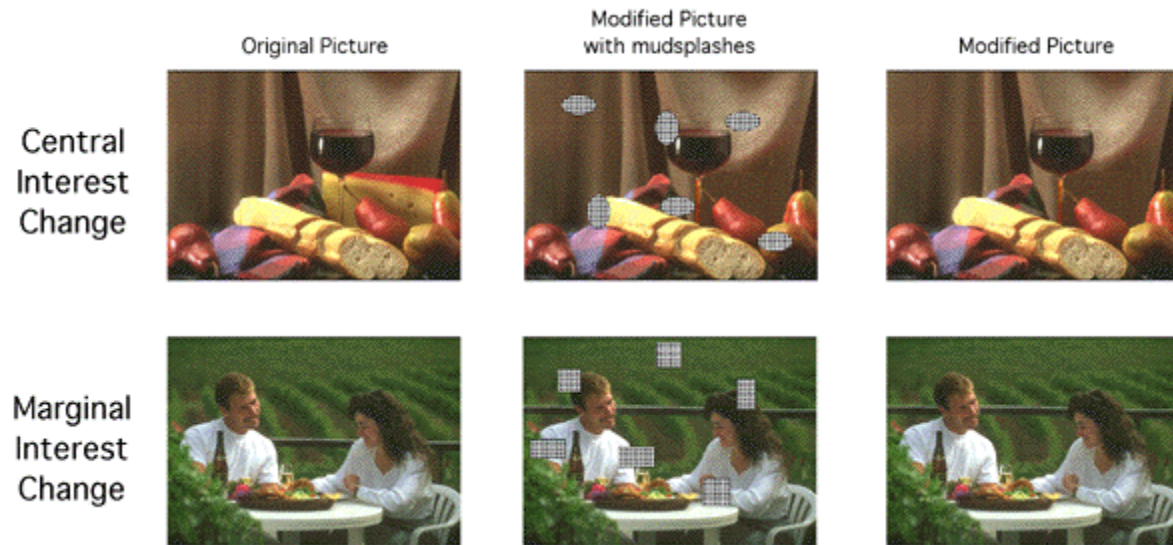 Original Picture
Modified Picture
with mudsplashes
Modified Picture
Central
Interest
Change
Marginal
Interest
Change